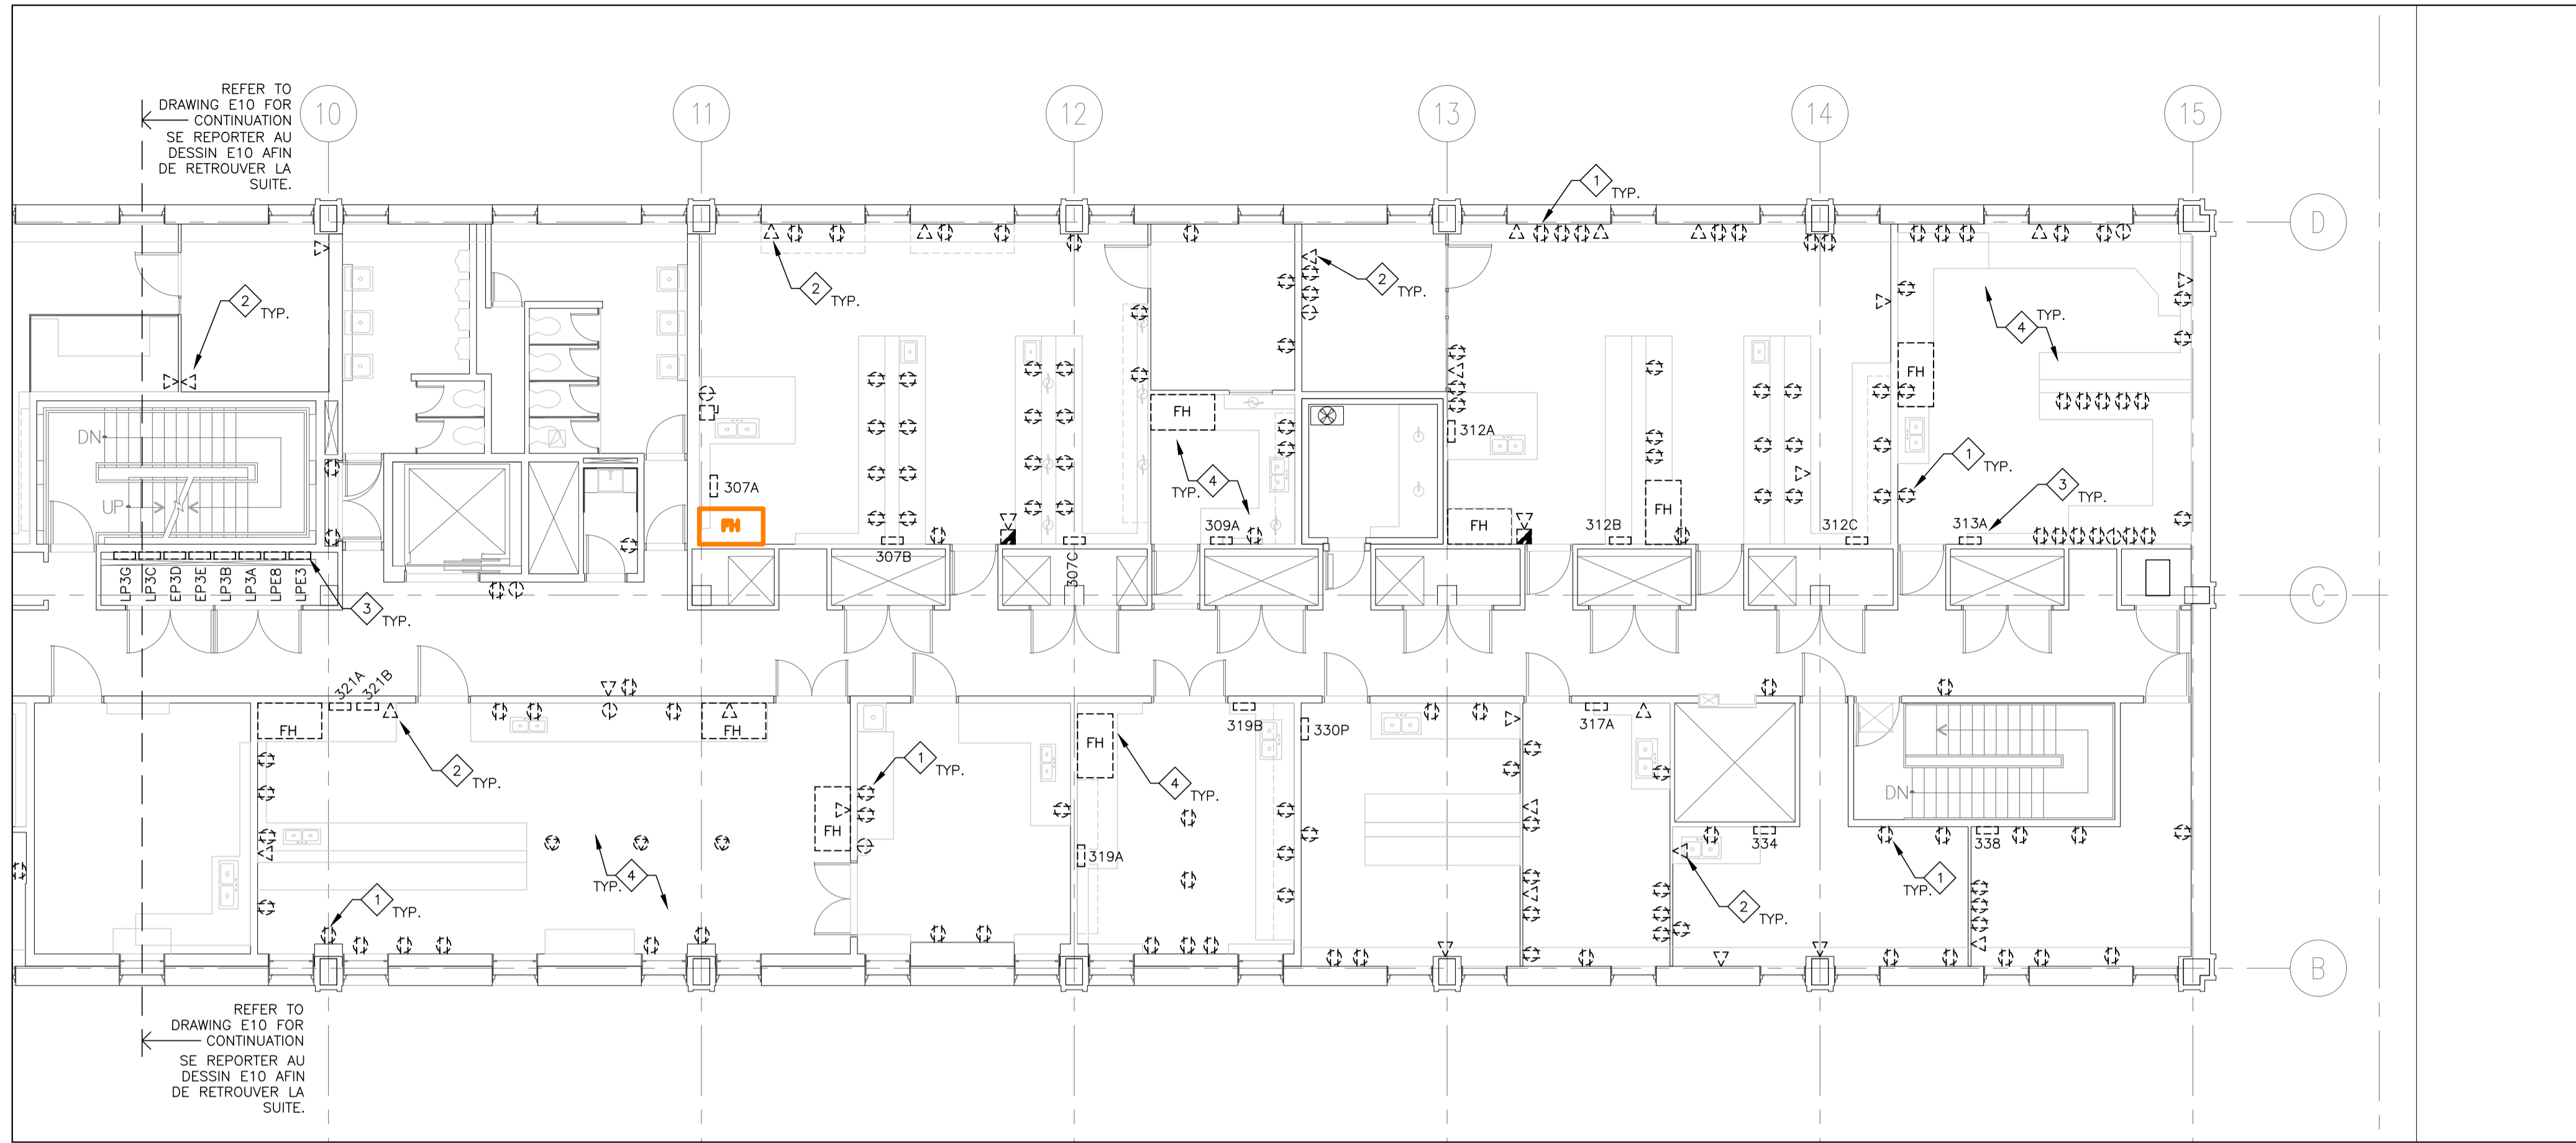 REFER TO
DRAWING E10 FOR
CONTINUATION
SE REPORTER AU
DESSIN E10 AFIN
DE RETROUVER LA
SUITE.
10
11
12
13
14
15
1
TYP.
D
2
TYP.
2
TYP.
2
TYP.
4
TYP.
FH
FH
DN
312A
1
TYP.
307A
4
TYP.
3
TYP.
UP
FH
FH
FH
309A
312B
312C
313A
307B
307C
LP3G
LP3C
EP3D
EP3E
LP3B
LP3A
LPE8
LPE3
C
3
TYP.
321A
321B
FH
FH
319B
330P
317A
FH
2
TYP.
1
TYP.
4
TYP.
DN
FH
319A
334
338
4
TYP.
1
TYP.
2
TYP.
1
TYP.
B
REFER TO
DRAWING E10 FOR
CONTINUATION
SE REPORTER AU
DESSIN E10 AFIN
DE RETROUVER LA
SUITE.